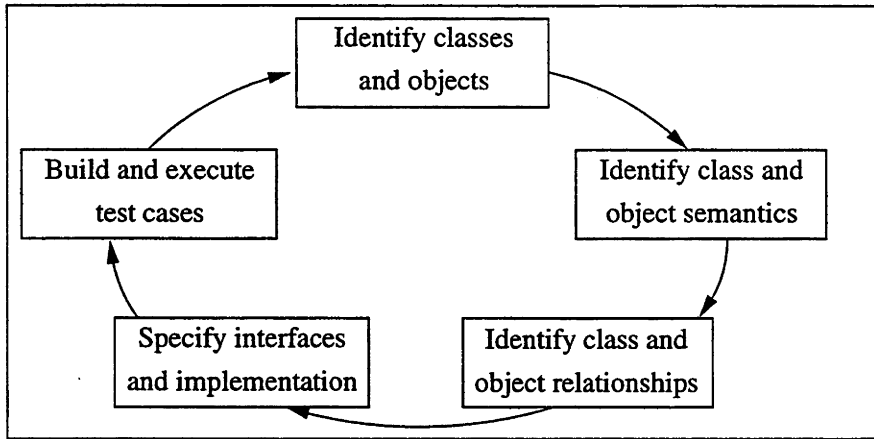 Identify classes
and objects
Identify class and
object semantics
Identify class and
object relationships
Specify interfaces
and implementation
Build and execute
test cases